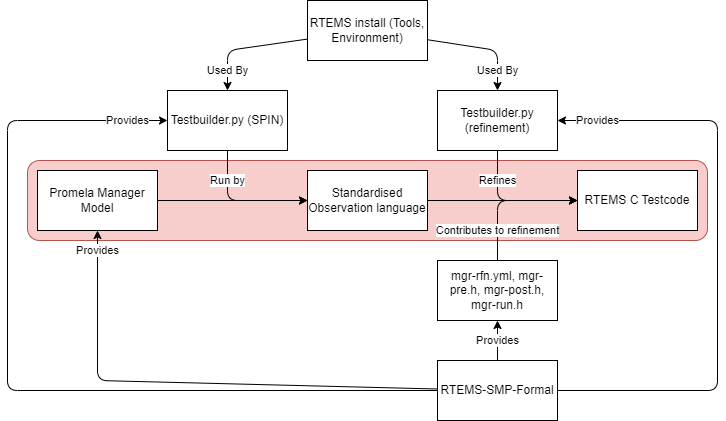 RTEMS install (Tools,
Environment)
Used By
Used By
Testbuilder.py (SPIN)
Testbuilder.py
(refinement)
Provides
Provides
Run by
Refines
Promela Manager
Model
Standardised
Observation language
RTEMS C Testcode
Contributes to refinement
Provides
mgr-rfn.yml, mgr-
pre.h, mgr-post.h,
mgr-run.h
Provides
RTEMS-SMP-Formal